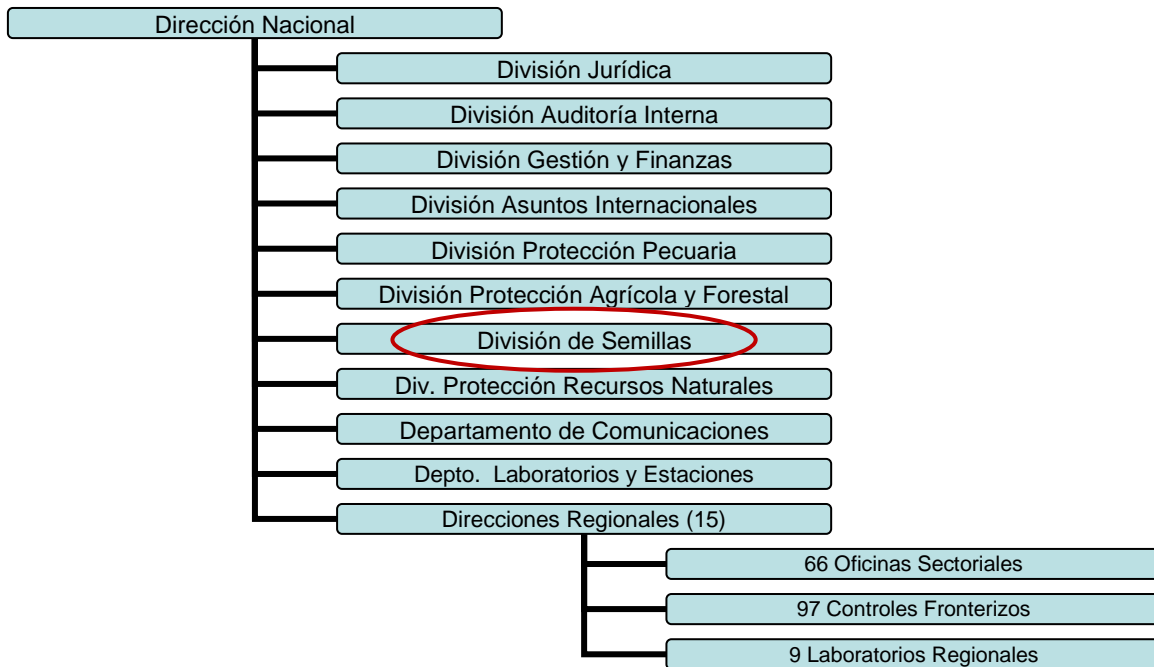 Dirección Nacional
División Jurídica
División Auditoría Interna
División Gestión y Finanzas
División Asuntos Internacionales
División Protección Pecuaria
División Protección Agrícola y Forestal
División de Semillas
Div. Protección Recursos Naturales
Departamento de Comunicaciones
Depto. Laboratorios y Estaciones
Direcciones Regionales (15)
66 Oficinas Sectoriales
97 Controles Fronterizos
9 Laboratorios Regionales